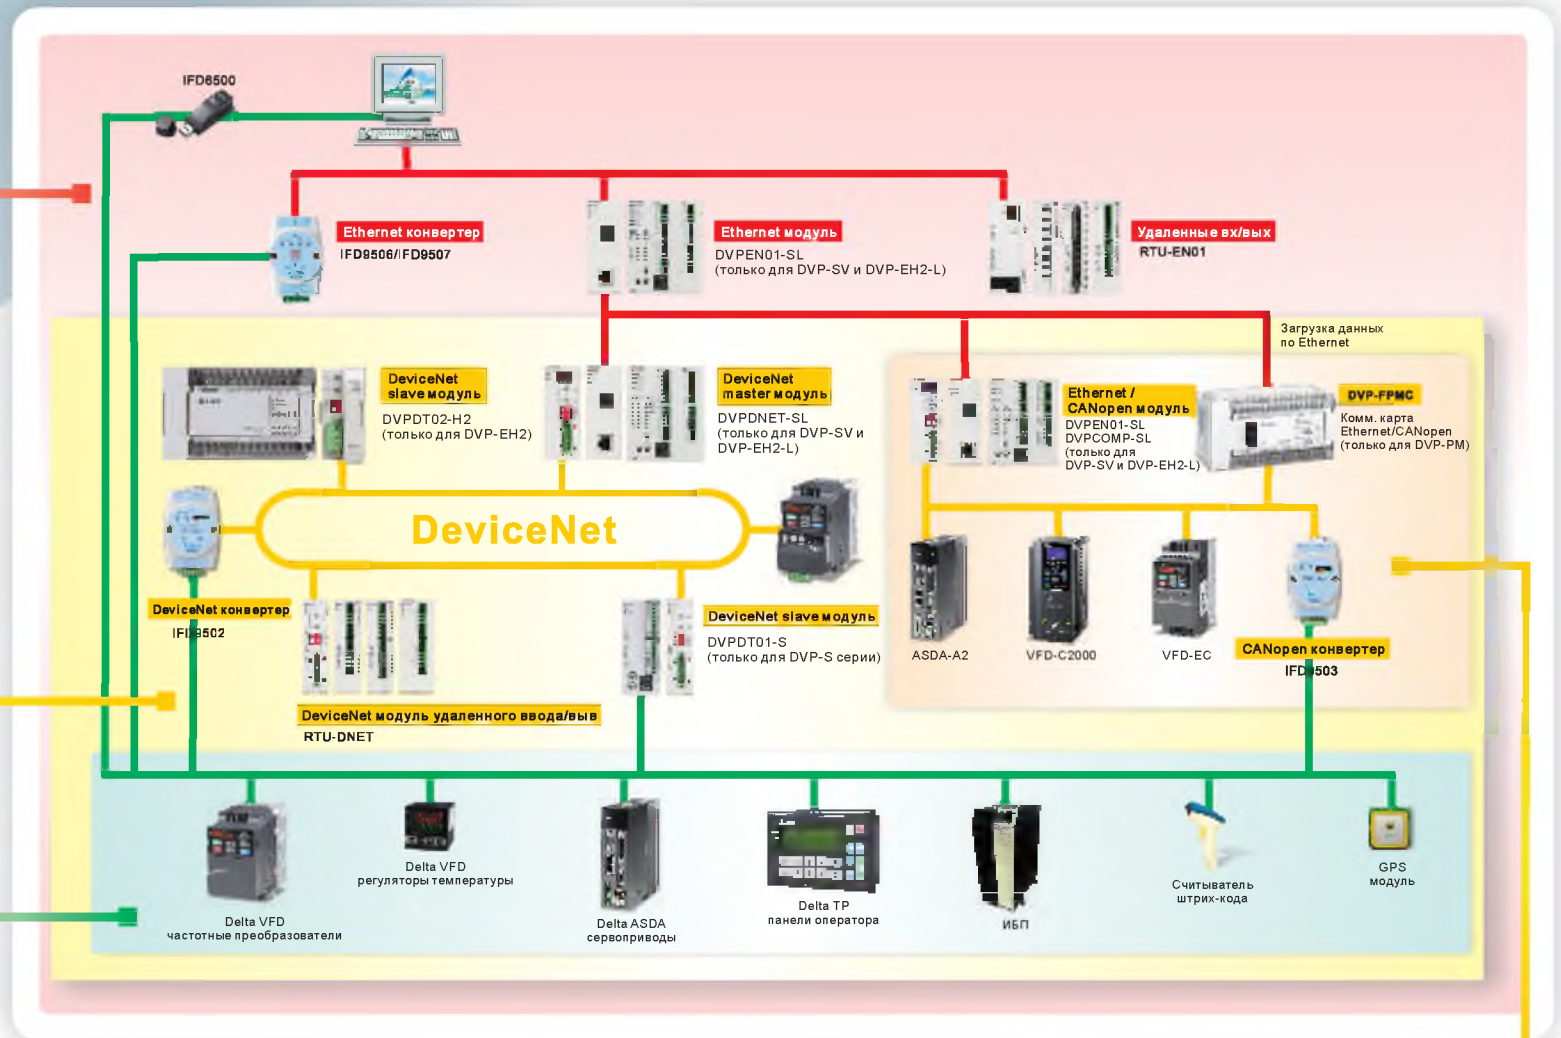 IFD6500
Ethernet конвертер
IFD9506/IFD9507
Ethernet модуль
DVPEN01-SL
(только для DVP-SV и DVP-EH2-L)
Удаленные вх/вых
RTU-EN01
Загрузка данных
по Ethernet
DeviceNet
slave модуль
DVPDT02-H2
(только для DVP-EH2)
DeviceNet
master модуль
DVPDNET-SL
(только для DVP-SV и
DVP-EH2-L)
Ethernet /
CANopen модуль
DVPEN01-SL
DVPCOMP-SL
(только для
DVP-SV и DVP-EH2-L)
DVP-FPMC
Комм. карта
Ethernet/CANopen
(только для DVP-PM)
DeviceNet
DeviceNet конвертер
IFD9502
DeviceNet slave модуль
DVPDT01-S
(только для DVP-S серии)
ASDA-A2
VFD-C2000
VFD-EC
CANopen конвертер
IFD9503
DeviceNet модуль удаленного ввода/выв
RTU-DNET
Delta VFD
частотные преобразователи
Delta VFD
регуляторы температуры
Delta ASDA
сервоприводы
Delta TP
панели оператора
ИБП
Считыватель
штрих-кода
GPS
модуль